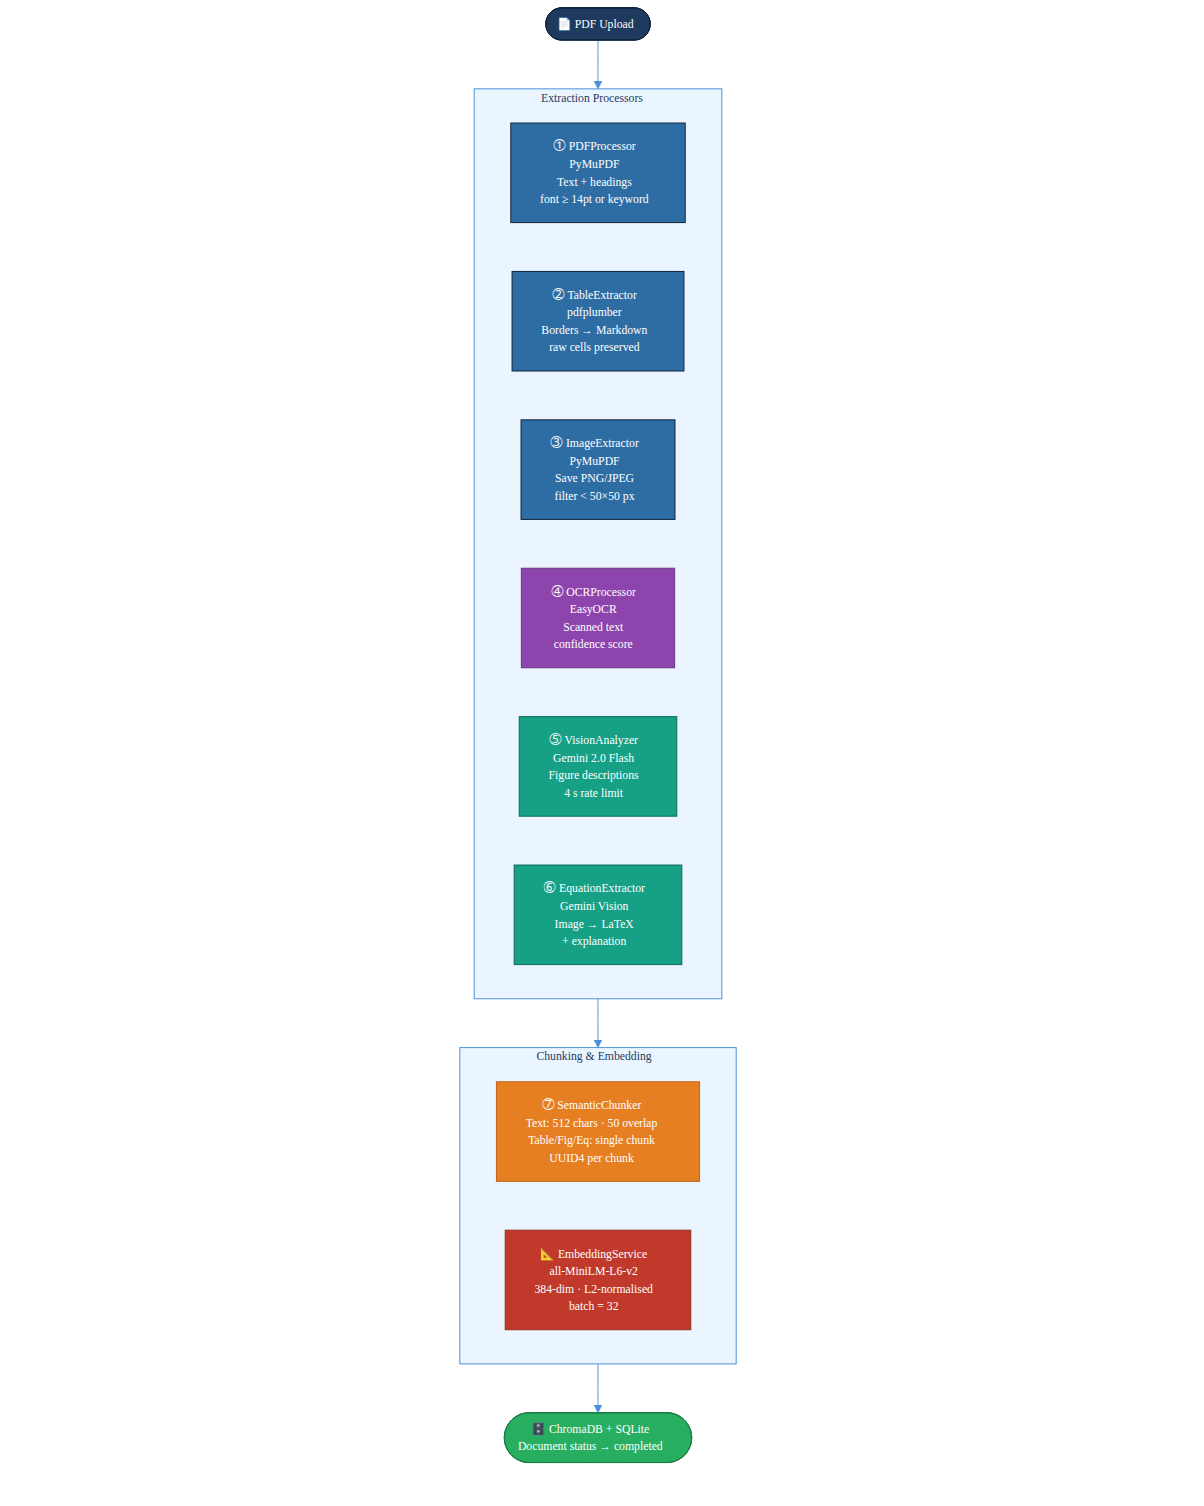 📄 PDF Upload
Extraction Processors
① PDFProcessor
PyMuPDF
Text + headings
font ≥ 14pt or keyword
② TableExtractor
pdfplumber
Borders → Markdown
raw cells preserved
③ ImageExtractor
PyMuPDF
Save PNG/JPEG
filter < 50×50 px
④ OCRProcessor
EasyOCR
Scanned text
confidence score
⑤ VisionAnalyzer
Gemini 2.0 Flash
Figure descriptions
4 s rate limit
⑥ EquationExtractor
Gemini Vision
Image → LaTeX
+ explanation
Chunking & Embedding
⑦ SemanticChunker
Text: 512 chars · 50 overlap
Table/Fig/Eq: single chunk
UUID4 per chunk
📐 EmbeddingService
all-MiniLM-L6-v2
384-dim · L2-normalised
batch = 32
🗄️ ChromaDB + SQLite
Document status → completed